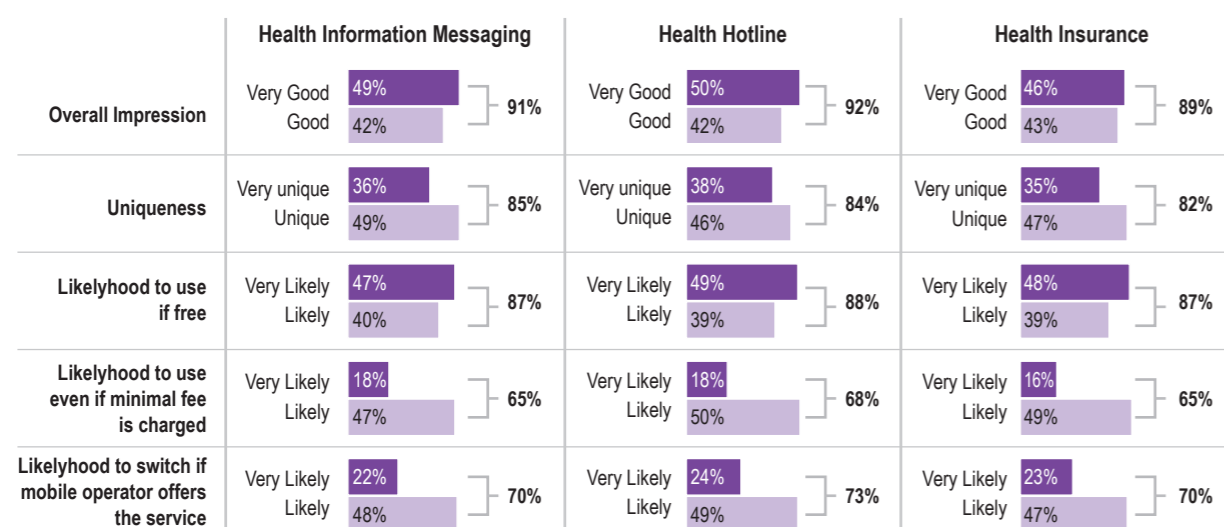 Health Information Messaging
Health Hotline
Health Insurance
Overall Impression
Very Good 49%
Good 42%
91%
Very Good 50%
Good 42%
92%
Very Good 46%
Good 43%
89%
Uniqueness
Very unique 36%
Unique 49%
85%
Very unique 38%
Unique 46%
84%
Very unique 35%
Unique 47%
82%
Likelyhood to use
if free
Very Likely 47%
Likely 40%
87%
Very Likely 49%
Likely 39%
88%
Very Likely 48%
Likely 39%
87%
Likelyhood to use
even if minimal fee
is charged
Very Likely 18%
Likely 47%
65%
Very Likely 18%
Likely 50%
68%
Very Likely 16%
Likely 49%
65%
Likelyhood to switch if
mobile operator offers
the service
Very Likely 22%
Likely 48%
70%
Very Likely 24%
Likely 49%
73%
Very Likely 23%
Likely 47%
70%